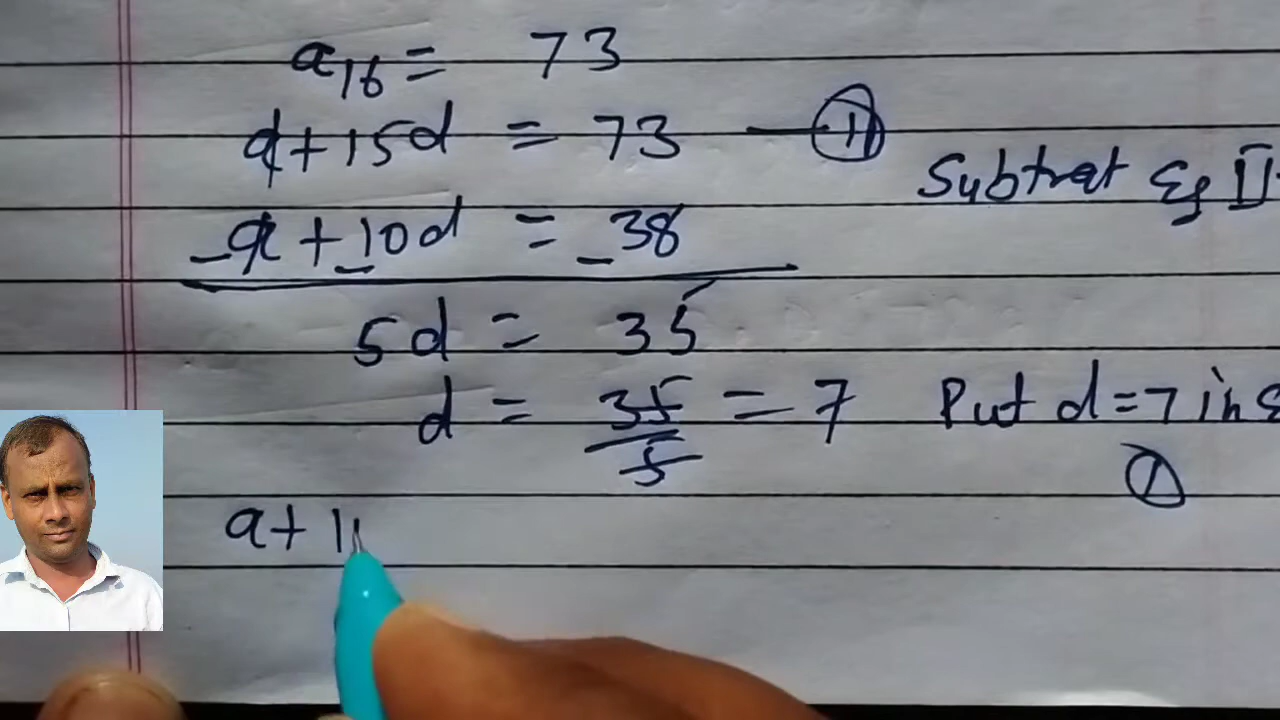 a16 = 73
a+15d = 73 — II
Subtrat Eq II
-a + -10d = -38
5d = 35
d = 35/5 = 7 Put d=7 in
I
a+1